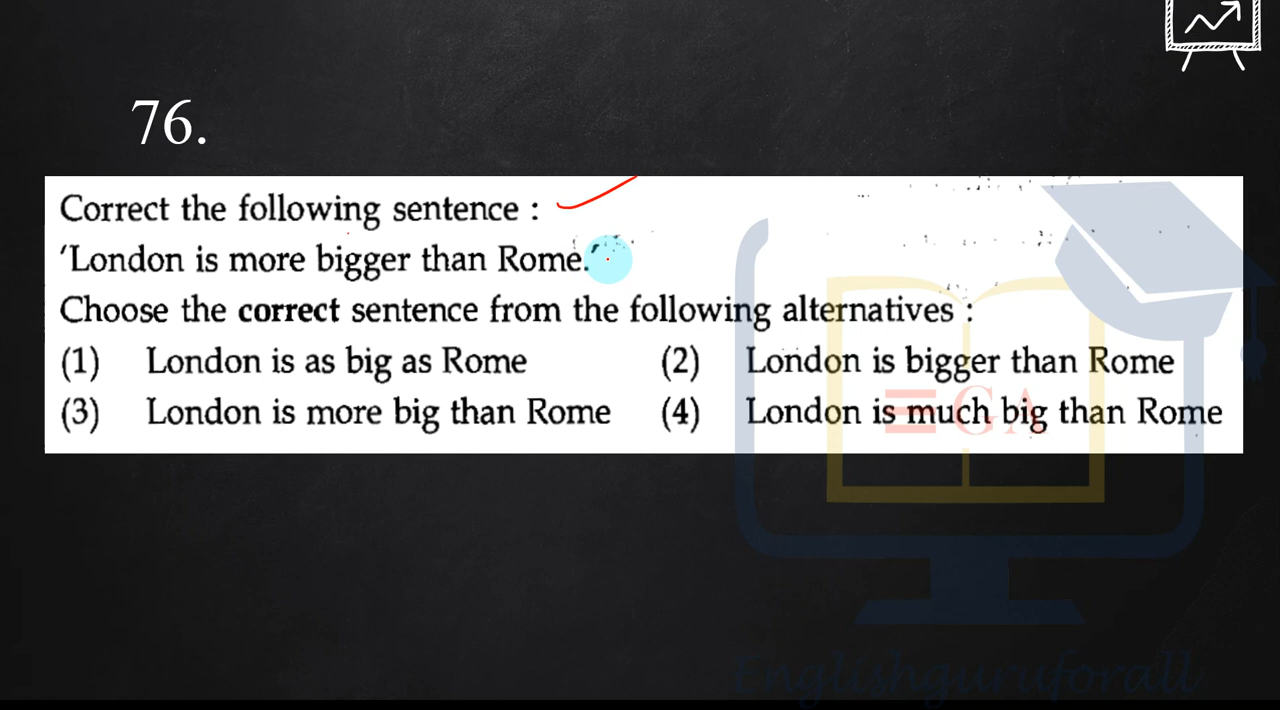 76.
Correct the following sentence :
'London is more bigger than Rome.'
Choose the correct sentence from the following alternatives :
(1) London is as big as Rome (2) London is bigger than Rome
(3) London is more big than Rome (4) London is much big than Rome
EGA
Englishguruforall